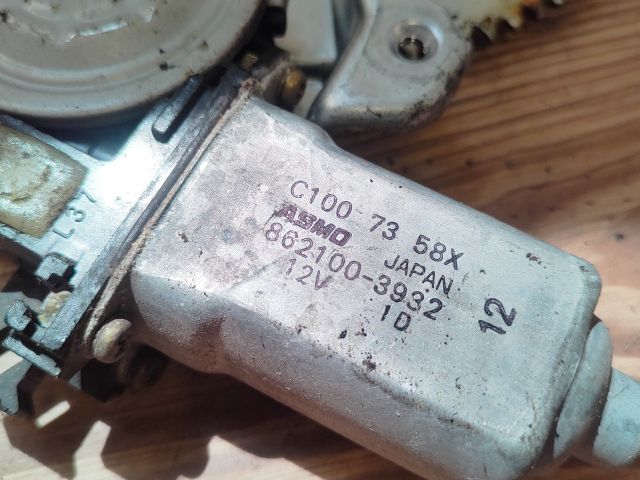 C100 73 58X
ASMO JAPAN
862100-3932
12V 1D
12
L37